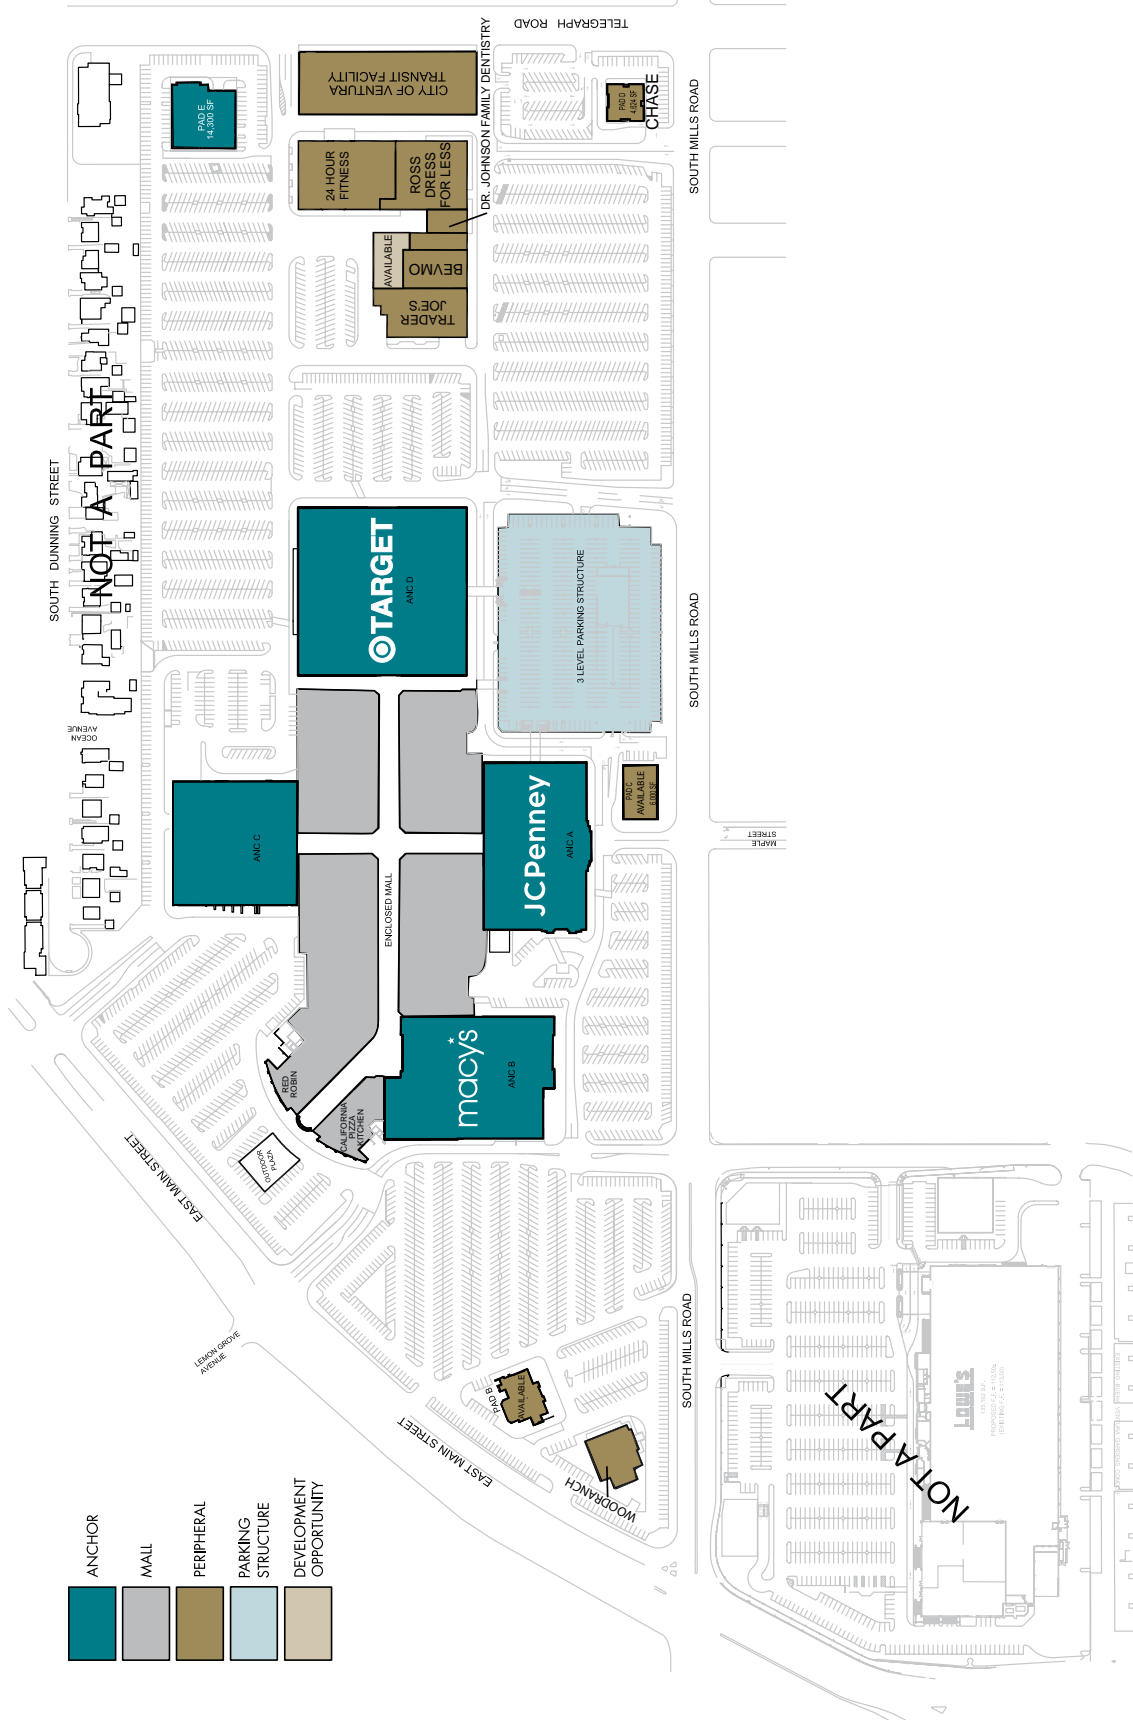 TELEGRAPH ROAD
CITY OF VENTURA
TRANSIT FACILITY
DR. JOHNSON FAMILY DENTISTRY
PAD D
4,624 SF
CHASE
SOUTH MILLS ROAD
PAD E
14,300 SF
24 HOUR
FITNESS
ROSS
DRESS
FOR LESS
AVAILABLE
BEVMO
TRADER
JOE'S
SOUTH DUNNING STREET
NOT A PART
TARGET
ANC D
3 LEVEL PARKING STRUCTURE
SOUTH MILLS ROAD
OCEAN
AVENUE
PAD C
AVAILABLE
6,000 SF
MAPLE
STREET
ANC C
JCPenney
ANC A
ENCLOSED MALL
macys
ANC B
RED
ROBIN
CALIFORNIA
PIZZA
KITCHEN
OUTDOOR
PLAZA
EAST MAIN STREET
LEMON GROVE
AVENUE
SOUTH MILLS ROAD
PAD B
AVAILABLE
EAST MAIN STREET
WOODRANCH
LOWE'S
NOT A PART
ANCHOR
MALL
PERIPHERAL
PARKING
STRUCTURE
DEVELOPMENT
OPPORTUNITY